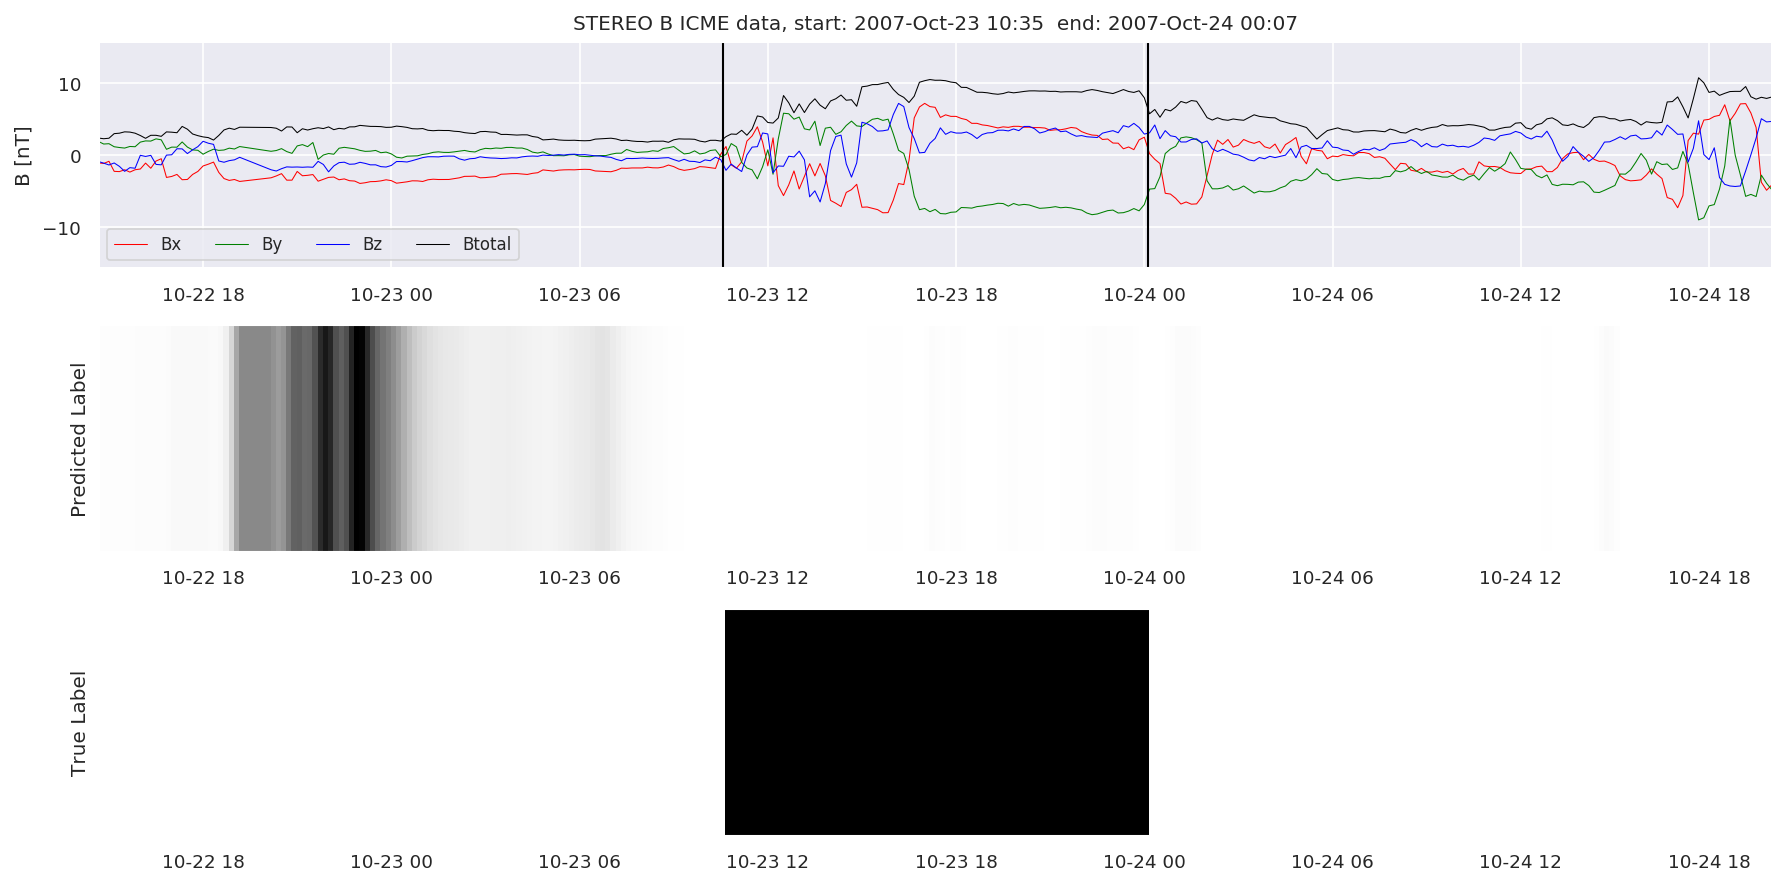 STEREO B ICME data, start: 2007-Oct-23 10:35  end: 2007-Oct-24 00:07
B [nT]
10
0
−10
Bx By Bz Btotal
10-22 18 10-23 00 10-23 06 10-23 12 10-23 18 10-24 00 10-24 06 10-24 12 10-24 18
Predicted Label
10-22 18 10-23 00 10-23 06 10-23 12 10-23 18 10-24 00 10-24 06 10-24 12 10-24 18
True Label
10-22 18 10-23 00 10-23 06 10-23 12 10-23 18 10-24 00 10-24 06 10-24 12 10-24 18